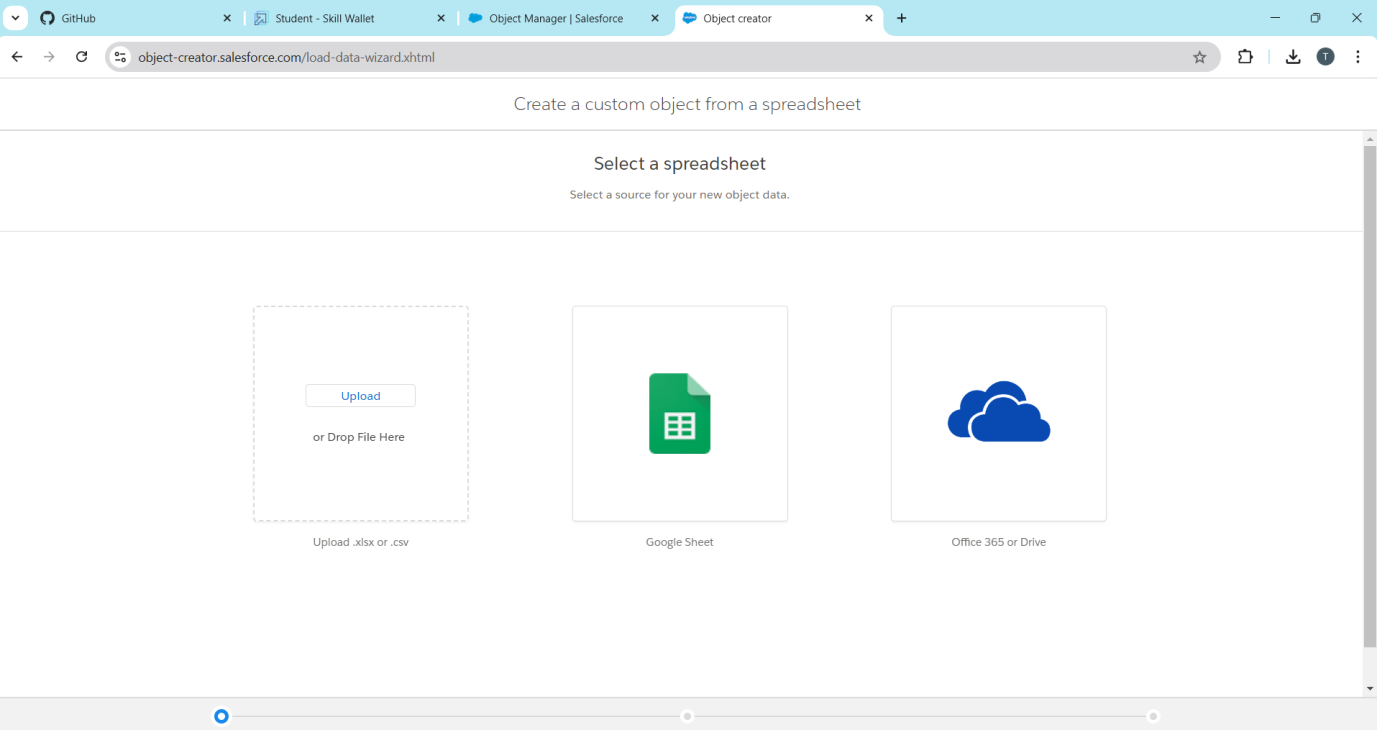 GitHub
Student - Skill Wallet
Object Manager | Salesforce
Object creator
object-creator.salesforce.com/load-data-wizard.xhtml
T
Create a custom object from a spreadsheet
Select a spreadsheet
Select a source for your new object data.
Upload
or Drop File Here
Upload .xlsx or .csv
Google Sheet
Office 365 or Drive